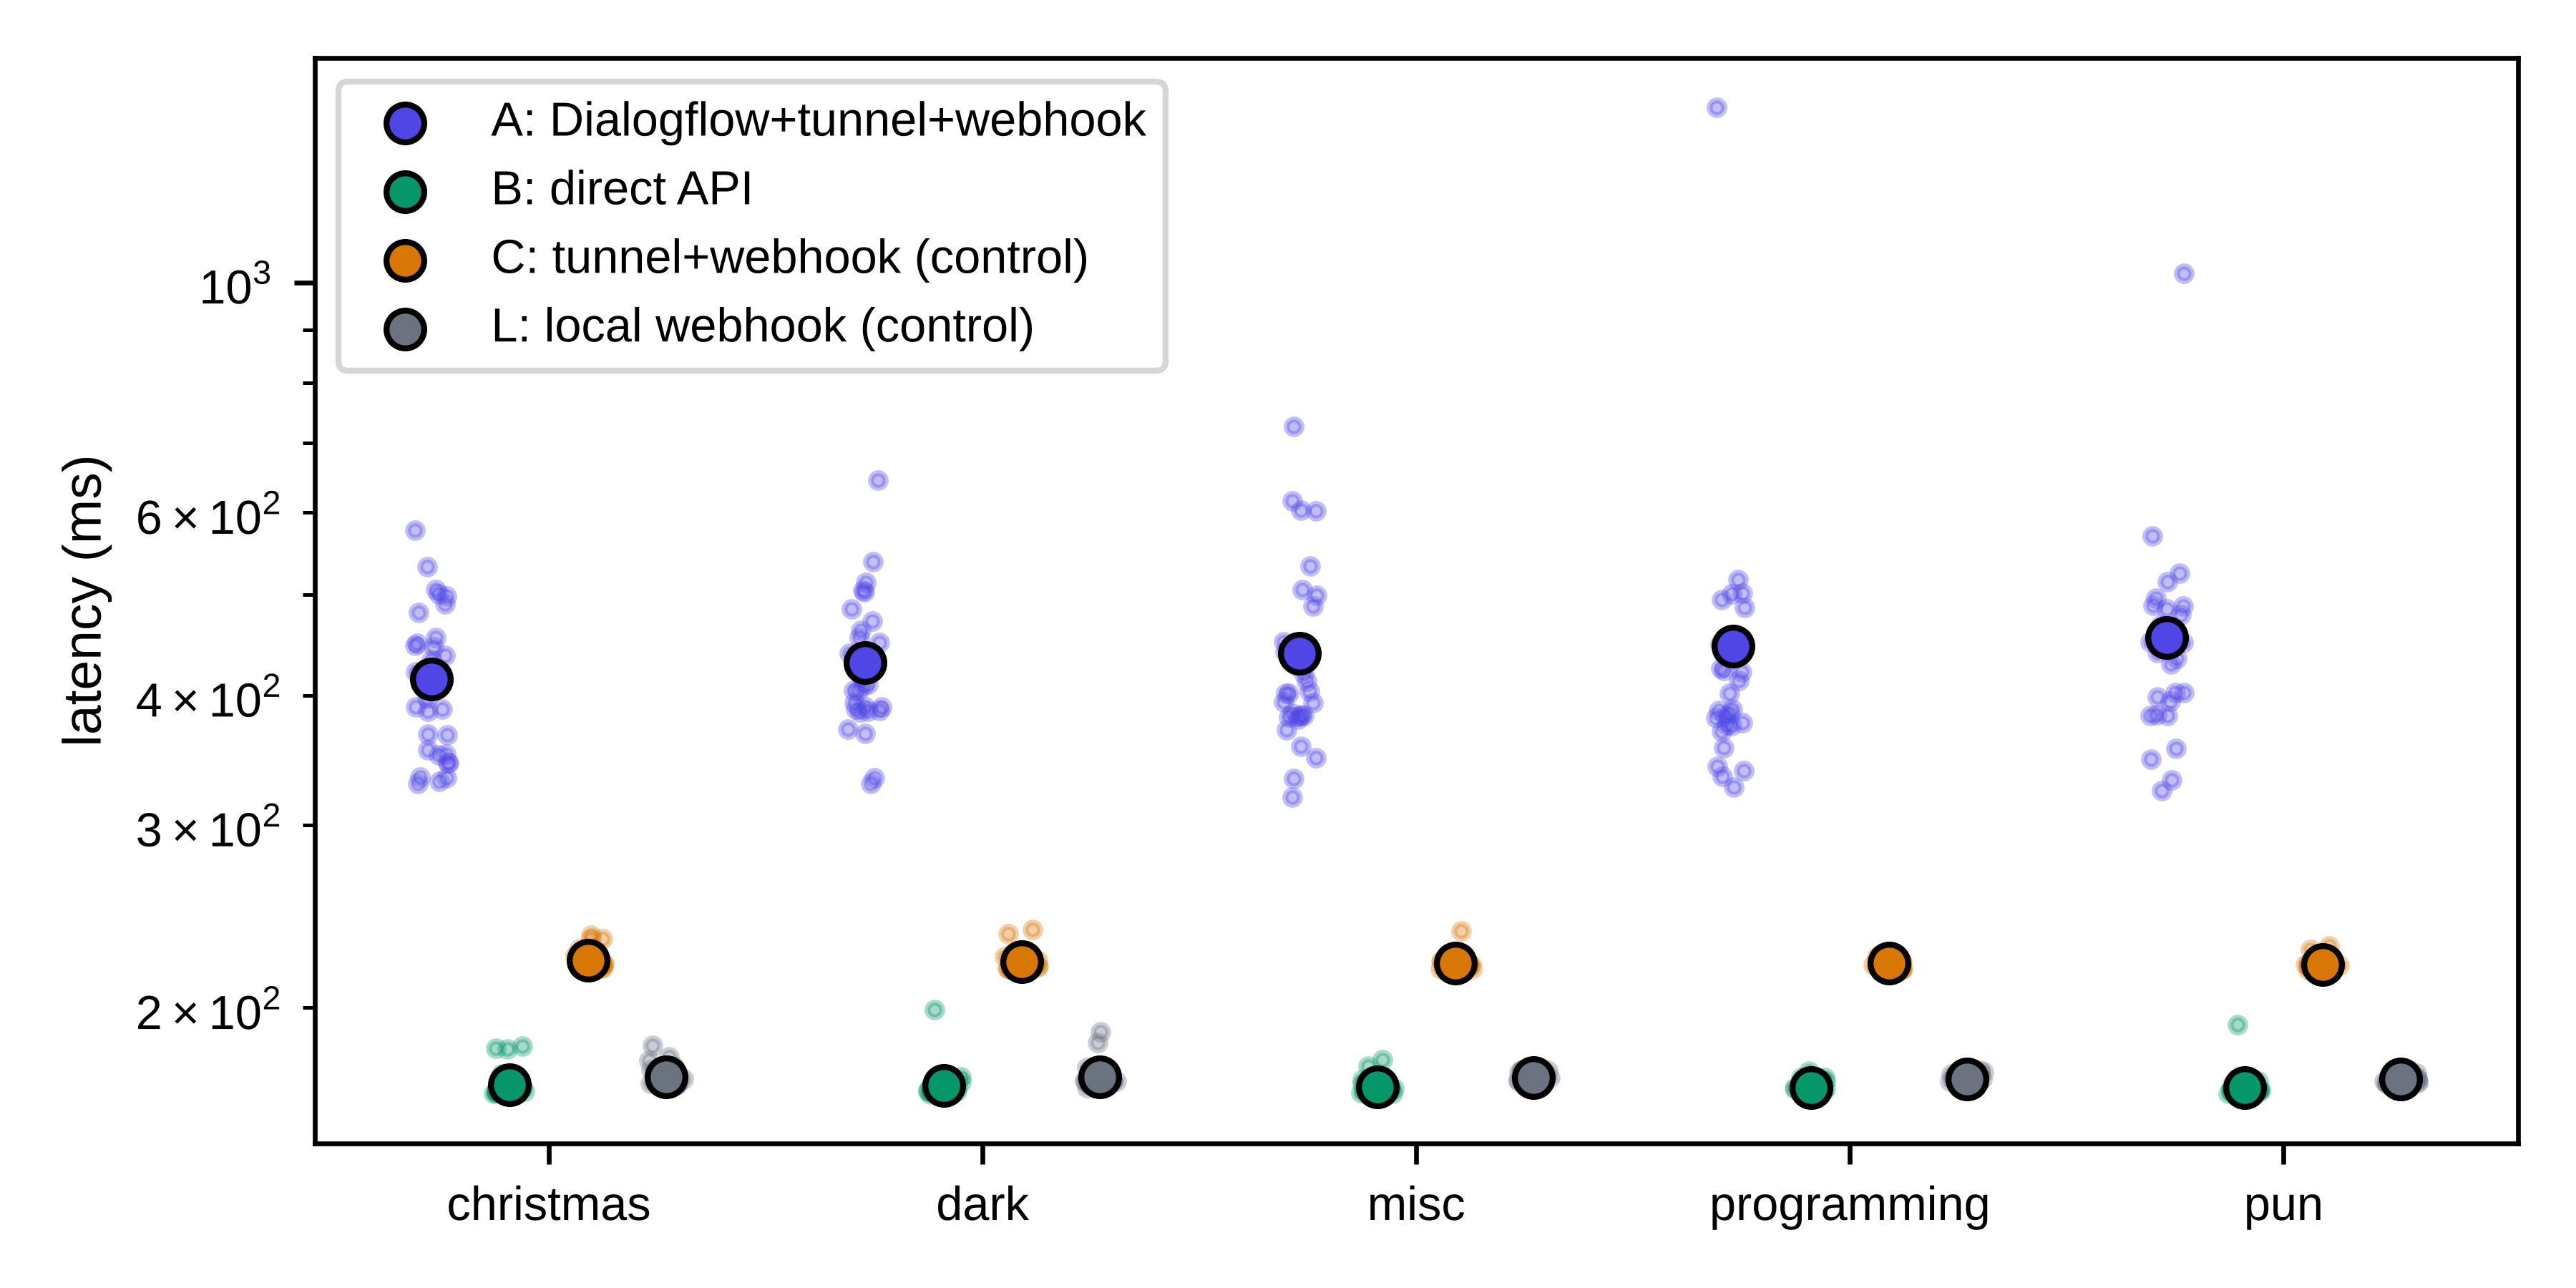 A: Dialogflow+tunnel+webhook
B: direct API
C: tunnel+webhook (control)
L: local webhook (control)
latency (ms)
10³
6 × 10²
4 × 10²
3 × 10²
2 × 10²
christmas
dark
misc
programming
pun